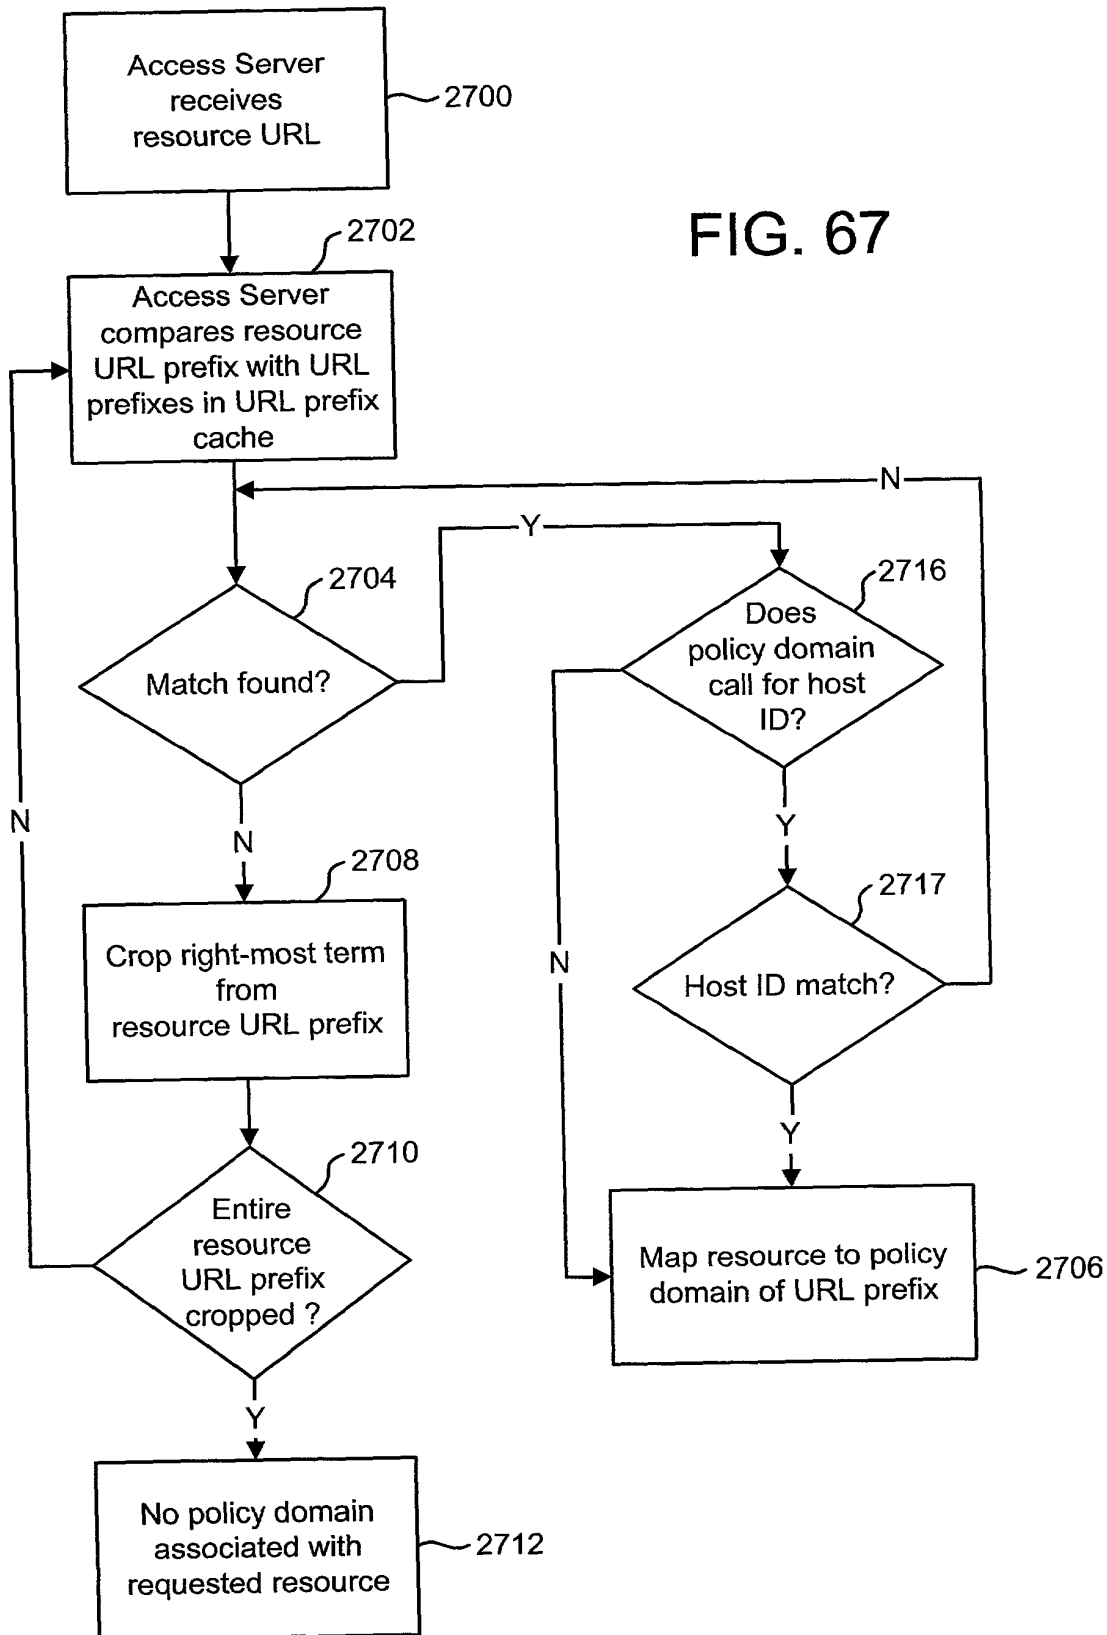 Access Server
receives
resource URL
2700
FIG. 67
2702
Access Server
compares resource
URL prefix with URL
prefixes in URL prefix
cache
N
Y
2704
Match found?
2716
Does
policy domain
call for host
ID?
N
N
Y
2708
Crop right-most term
from
resource URL prefix
2717
Host ID match?
N
2710
Entire
resource
URL prefix
cropped ?
Y
Map resource to policy
domain of URL prefix
2706
Y
No policy domain
associated with
requested resource
2712